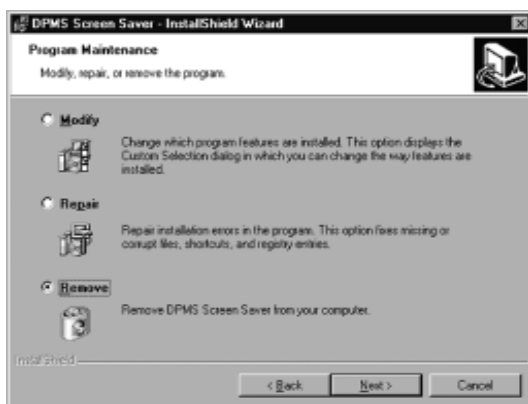 DPMS Screen Saver - InstallShield Wizard
Program Maintenance
Modify, repair, or remove the program.
Modify
Change which program features are installed. This option displays the
Custom Selection dialog in which you can change the way features are
installed.
Repair
Repair installation errors in the program. This option fixes missing or
corrupt files, shortcuts, and registry entries.
Remove
Remove DPMS Screen Saver from your computer.
InstallShield
< Back
Next >
Cancel